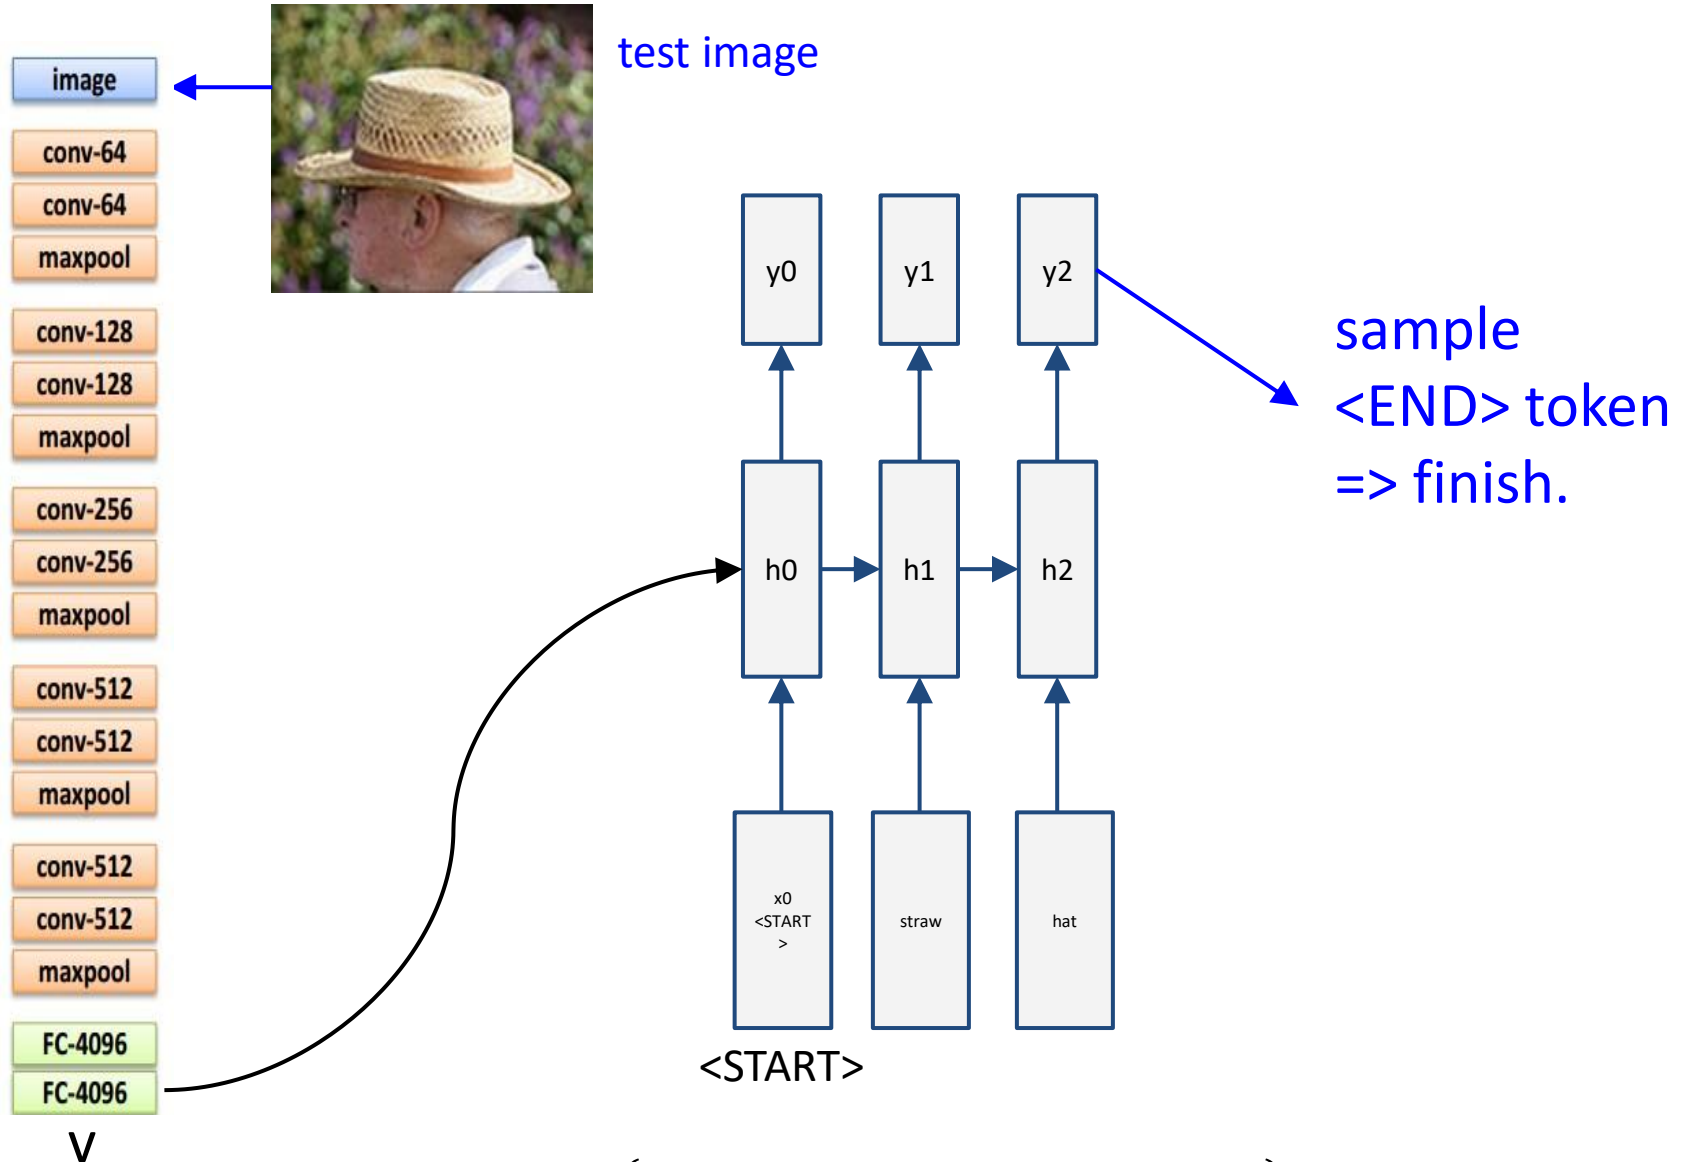 test image
image
conv-64
conv-64
maxpool
conv-128
conv-128
maxpool
conv-256
conv-256
maxpool
conv-512
conv-512
maxpool
conv-512
conv-512
maxpool
FC-4096
FC-4096
y0
y1
y2
h0
h1
h2
x0
<START
>
straw
hat
<START>
sample
<END> token
=> finish.